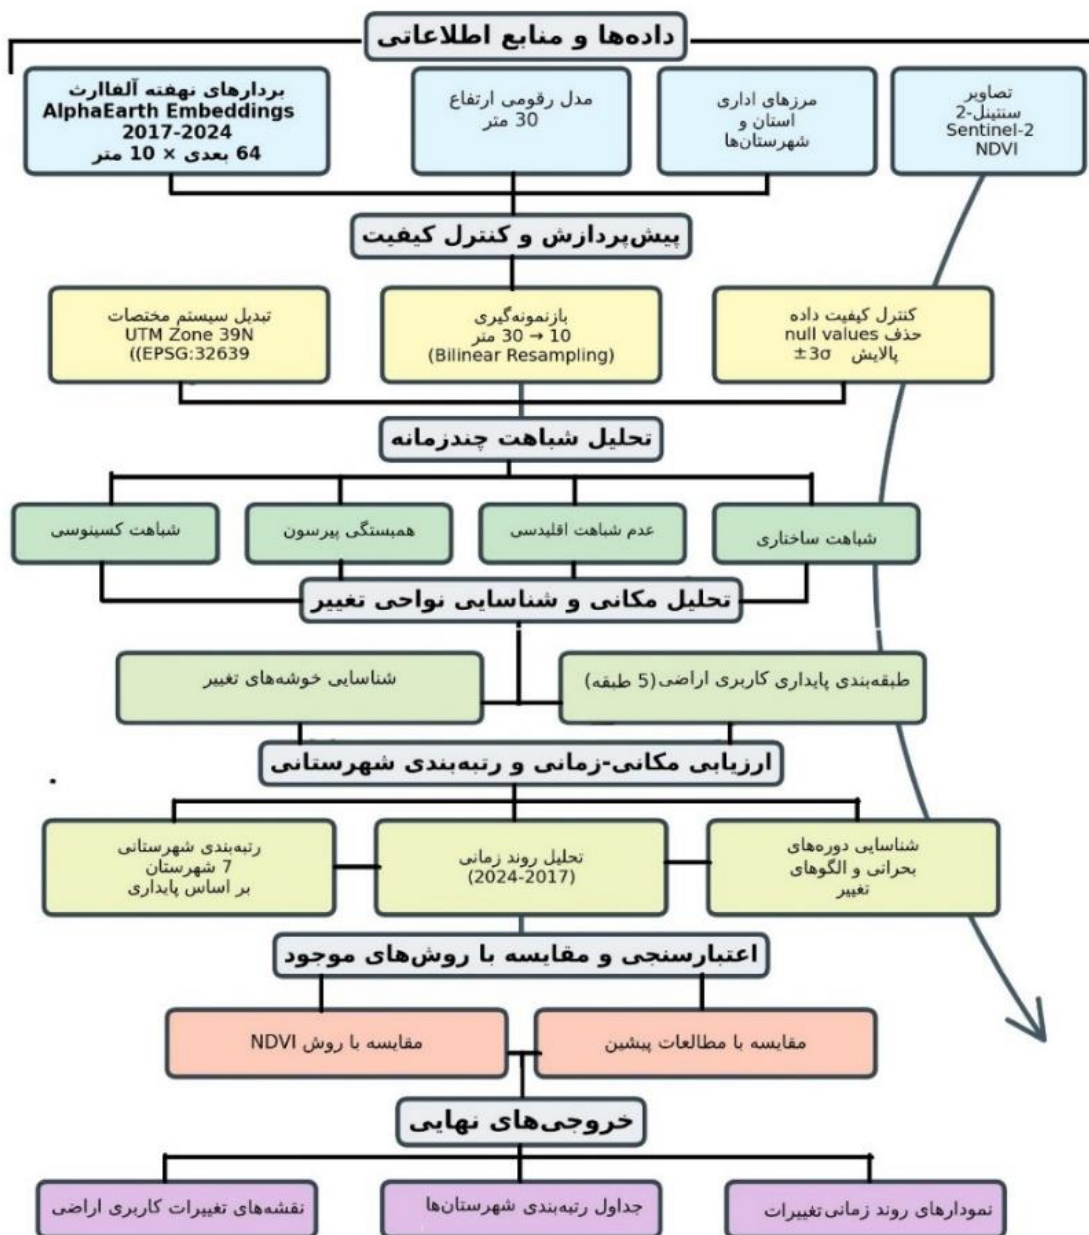 داده‌ها و منابع اطلاعاتی
تصاویر
سنتینل-2
Sentinel-2
NDVI
مرزهای اداری
استان و
شهرستان‌ها
مدل رقومی ارتفاع
30 متر
بردارهای نهفته آلفاارث
AlphaEarth Embeddings
2017-2024
64 بعدی × 10 متر
پیش‌پردازش و کنترل کیفیت
کنترل کیفیت داده
حذف null values
پالایش ±3σ
بازنمونه‌گیری
30 → 10 متر
(Bilinear Resampling)
تبدیل سیستم مختصات
UTM Zone 39N
((EPSG:32639
تحلیل شباهت چندزمانه
شباهت ساختاری
عدم شباهت اقلیدسی
همبستگی پیرسون
شباهت کسینوسی
تحلیل مکانی و شناسایی نواحی تغییر
طبقه‌بندی پایداری کاربری اراضی (5 طبقه)
شناسایی خوشه‌های تغییر
ارزیابی مکانی-زمانی و رتبه‌بندی شهرستانی
شناسایی دوره‌های
بحرانی و الگوهای
تغییر
تحلیل روند زمانی
(2024-2017)
رتبه‌بندی شهرستانی
7 شهرستان
بر اساس پایداری
اعتبارسنجی و مقایسه با روش‌های موجود
مقایسه با مطالعات پیشین
مقایسه با روش NDVI
خروجی‌های نهایی
نمودارهای روند زمانی تغییرات
جداول رتبه‌بندی شهرستان‌ها
نقشه‌های تغییرات کاربری اراضی